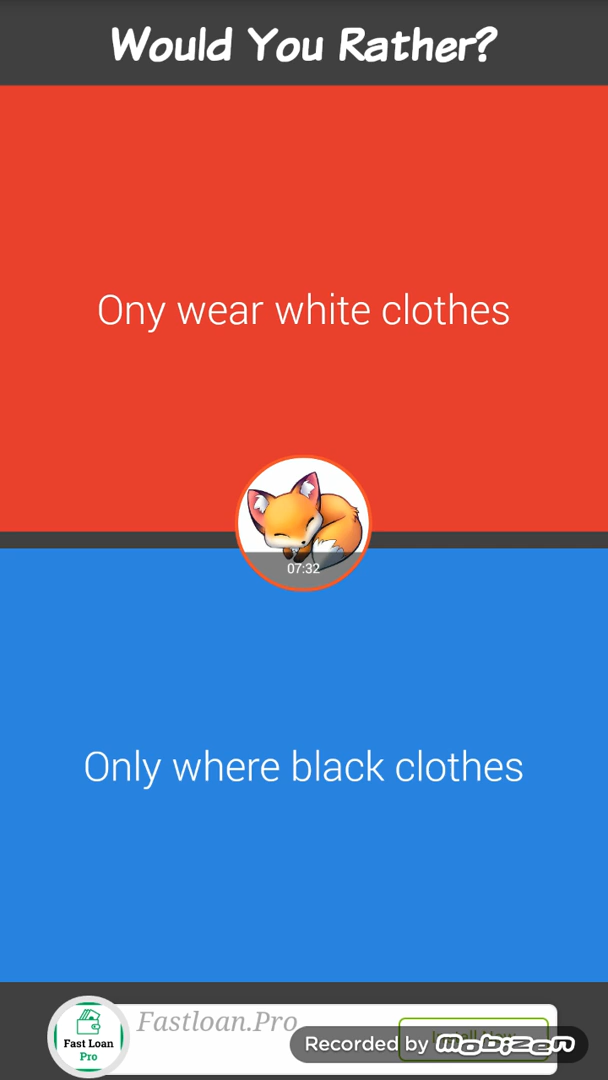 Would You Rather?
Ony wear white clothes
07:32
Only where black clothes
Fastloan.Pro
Fast Loan
Pro
Recorded by mobizen